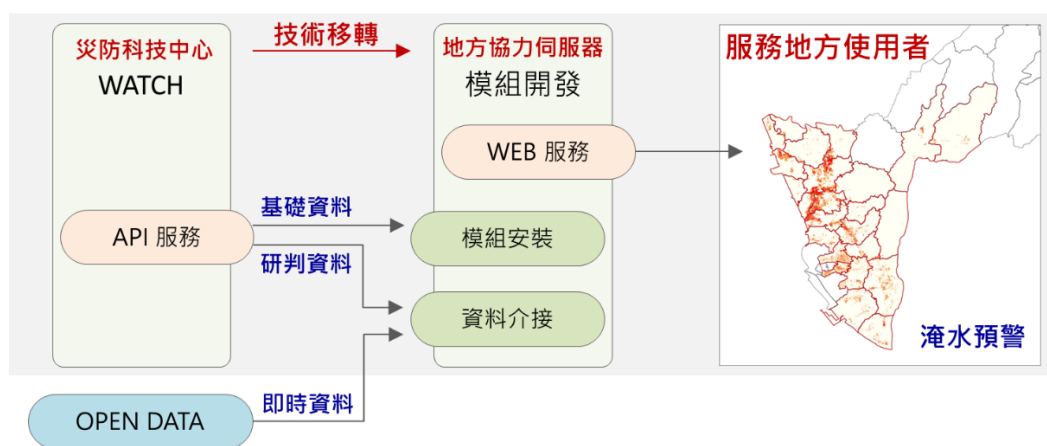 災防科技中心
WATCH
技術移轉
地方協力伺服器
模組開發
服務地方使用者
WEB 服務
API 服務
基礎資料
研判資料
模組安裝
資料介接
淹水預警
OPEN DATA
即時資料